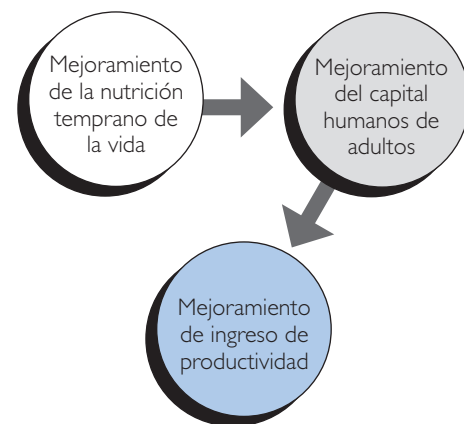 Mejoramiento
de la nutrición
temprano de
la vida
Mejoramiento
del capital
humanos de
adultos
Mejoramiento
de ingreso de
productividad